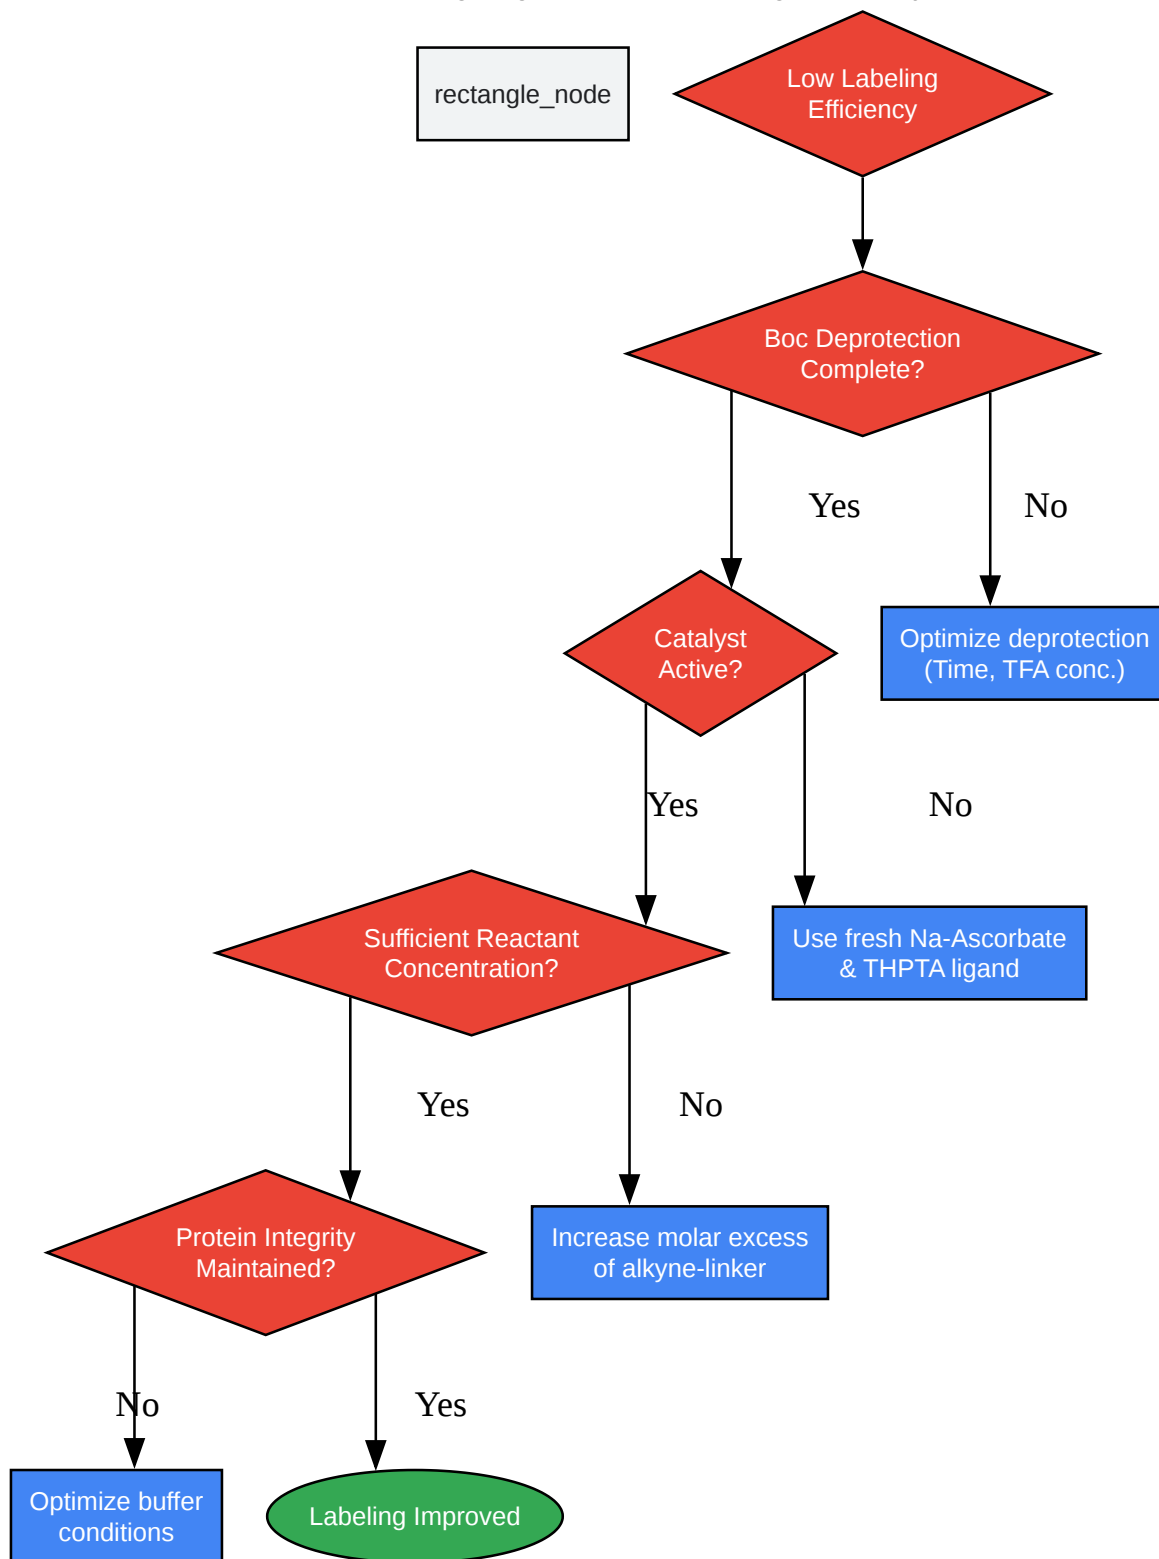 rectangle_node
Low Labeling
Efficiency
Boc Deprotection
Complete?
Yes
No
Catalyst
Active?
Optimize deprotection
(Time, TFA conc.)
Yes
No
Sufficient Reactant
Concentration?
Use fresh Na-Ascorbate
& THPTA ligand
Yes
No
Protein Integrity
Maintained?
Increase molar excess
of alkyne-linker
No
Yes
Optimize buffer
conditions
Labeling Improved